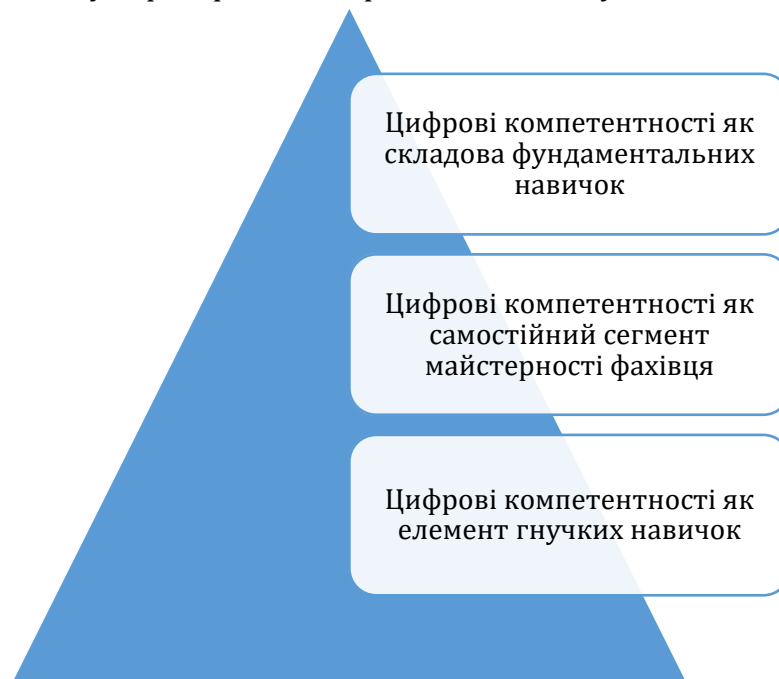 Цифрові компетентності як
складова фундаментальних
навичок
Цифрові компетентності як
самостійний сегмент
майстерності фахівця
Цифрові компетентності як
елемент гнучких навичок